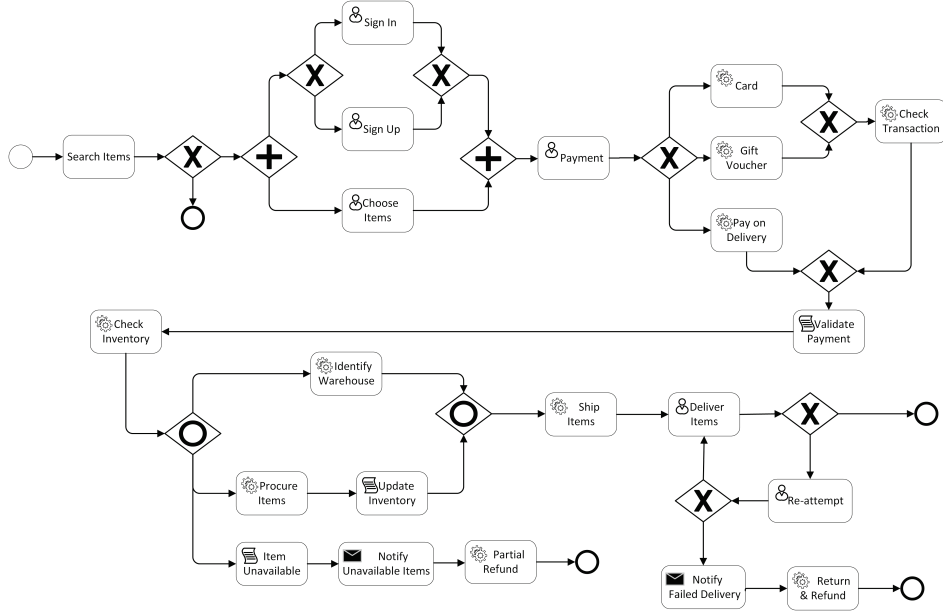 Sign In
Sign Up
Search Items
Choose
Items
Payment
Card
Gift
Voucher
Pay on
Delivery
Check
Transaction
Validate
Payment
Check
Inventory
Identify
Warehouse
Procure
Items
Update
Inventory
Item
Unavailable
Notify
Unavailable Items
Partial
Refund
Ship
Items
Deliver
Items
Re-attempt
Notify
Failed Delivery
Return
& Refund